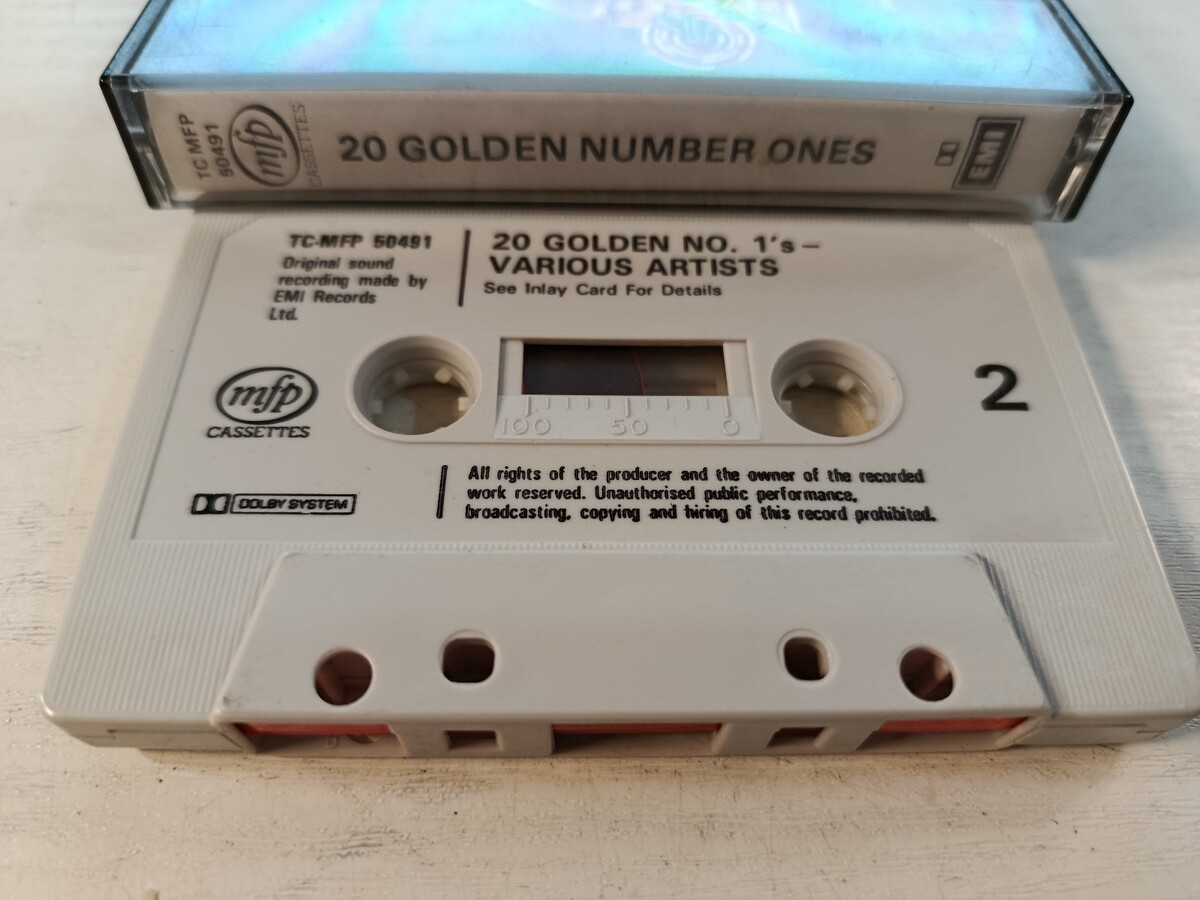 TC MFP
50491
mfp
CASSETTES
20 GOLDEN NUMBER ONES
EMI
TC-MFP 50491
Original sound
recording made by
EMI Records
Ltd.
20 GOLDEN NO. 1's –
VARIOUS ARTISTS
See Inlay Card For Details
mfp
CASSETTES
100 50 0
2
DOLBY SYSTEM
All rights of the producer and the owner of the recorded
work reserved. Unauthorised public performance,
broadcasting, copying and hiring of this record prohibited.